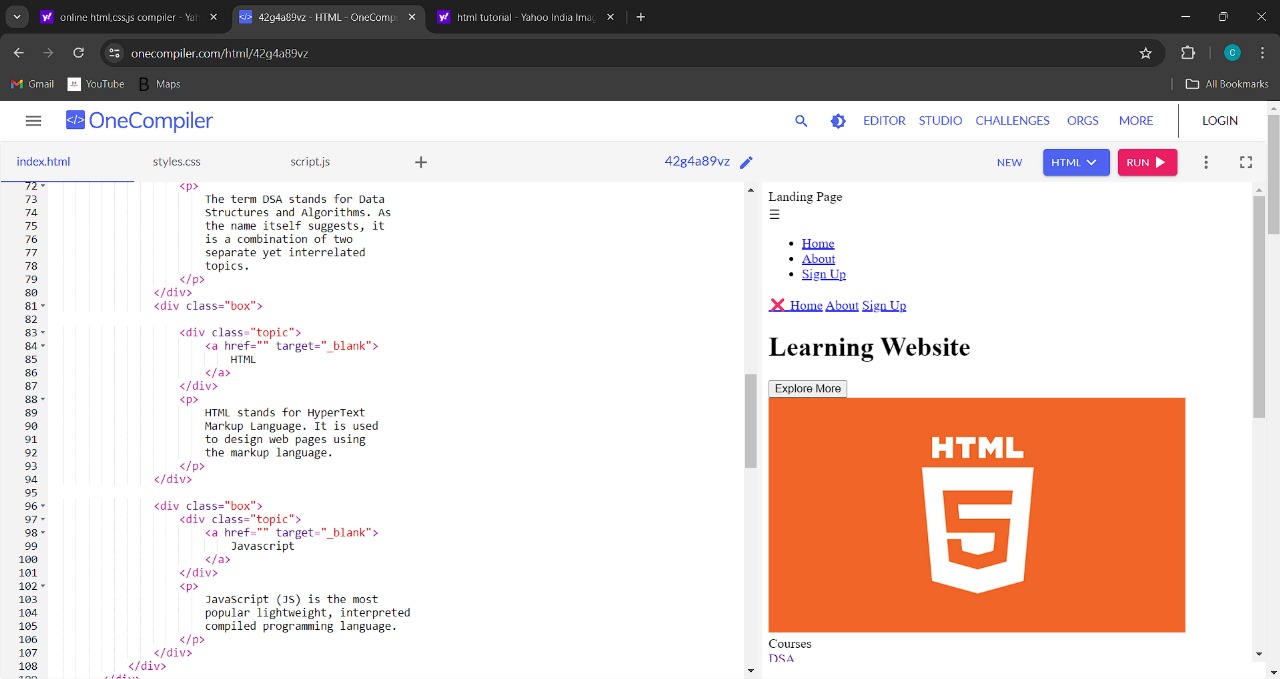 online html,css,js compiler - Yah
42g4a89vz - HTML - OneCompi
html tutorial - Yahoo India Imag
onecompiler.com/html/42g4a89vz
C
Gmail
YouTube
Maps
All Bookmarks
OneCompiler
EDITOR
STUDIO
CHALLENGES
ORGS
MORE
LOGIN
index.html
styles.css
script.js
42g4a89vz
NEW
HTML
RUN
72 <p>
73 The term DSA stands for Data
74 Structures and Algorithms. As
75 the name itself suggests, it
76 is a combination of two
77 separate yet interrelated
78 topics.
79 </p>
80 </div>
81 <div class="box">
82
83 <div class="topic">
84 <a href="" target="_blank">
85 HTML
86 </a>
87 </div>
88 <p>
89 HTML stands for HyperText
90 Markup Language. It is used
91 to design web pages using
92 the markup language.
93 </p>
94 </div>
95
96 <div class="box">
97 <div class="topic">
98 <a href="" target="_blank">
99 Javascript
100 </a>
101 </div>
102 <p>
103 JavaScript (JS) is the most
104 popular lightweight, interpreted
105 compiled programming language.
106 </p>
107 </div>
108 </div>
Landing Page
☰
• Home
• About
• Sign Up
❌ Home About Sign Up
Learning Website
Explore More
HTML
5
Courses
DSA